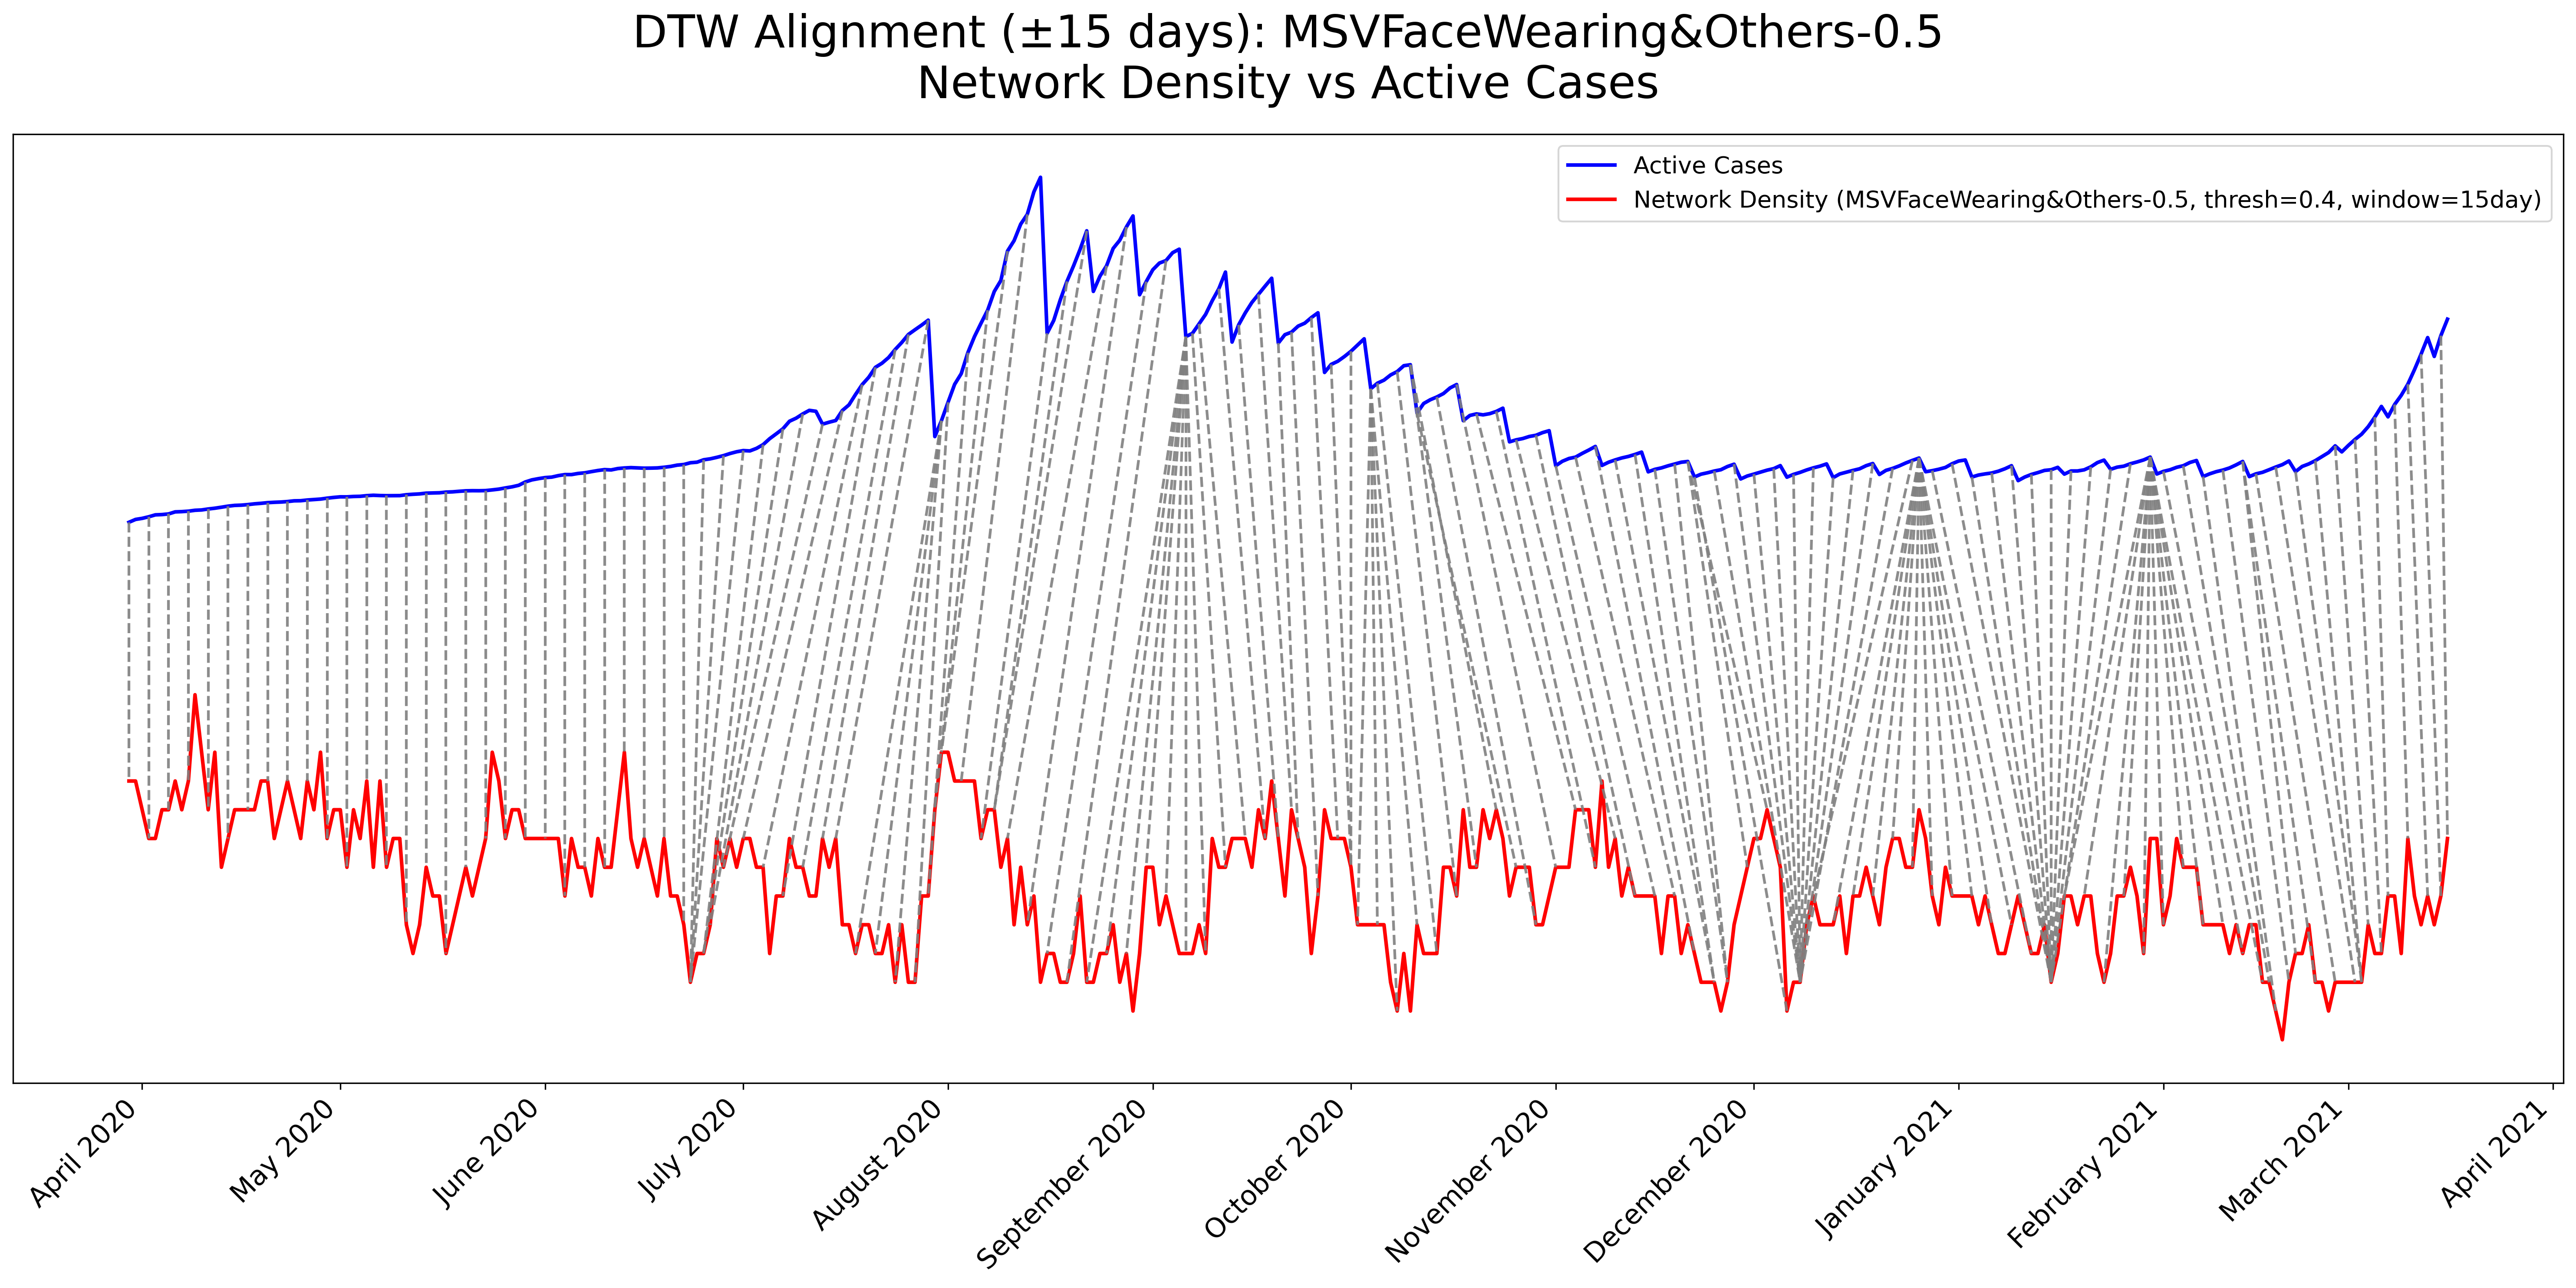 DTW Alignment (±15 days): MSVFaceWearing&Others-0.5
Network Density vs Active Cases
Active Cases
Network Density (MSVFaceWearing&Others-0.5, thresh=0.4, window=15day)
April 2020
May 2020
June 2020
July 2020
August 2020
September 2020
October 2020
November 2020
December 2020
January 2021
February 2021
March 2021
April 2021